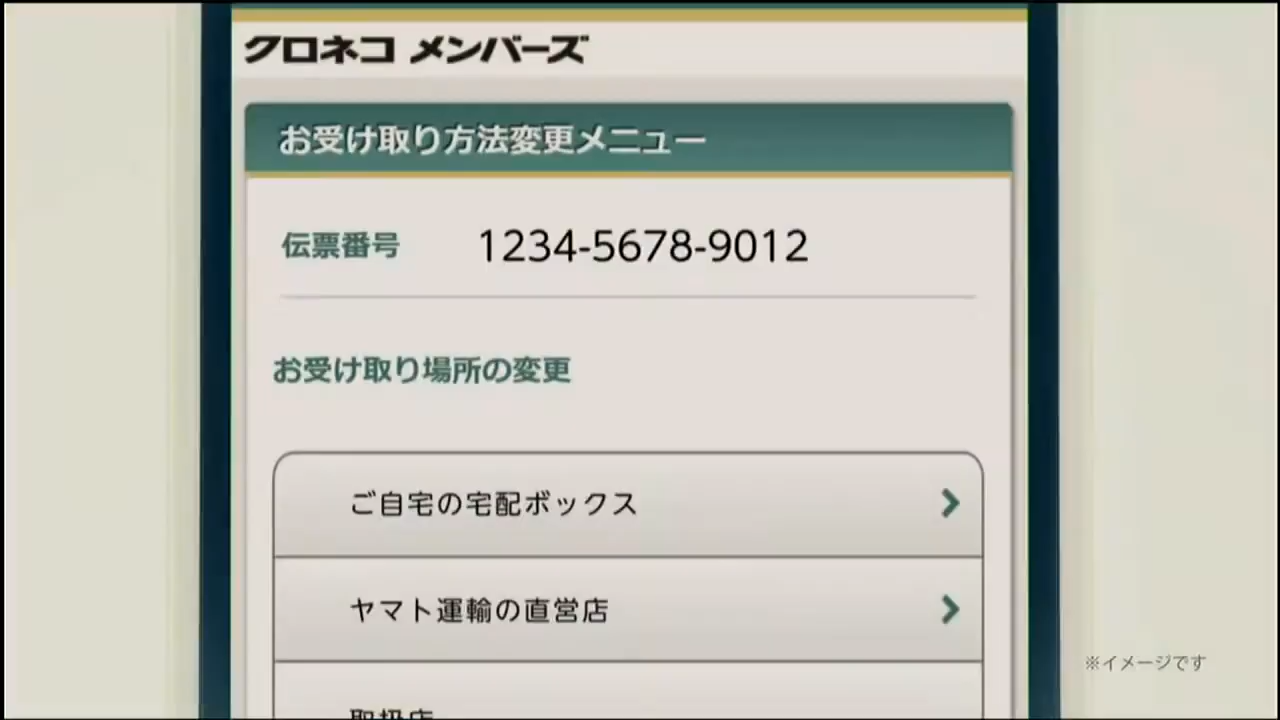 クロネコ メンバーズ
お受け取り方法変更メニュー
伝票番号 1234-5678-9012
お受け取り場所の変更
ご自宅の宅配ボックス
ヤマト運輸の直営店
取扱店
※イメージです